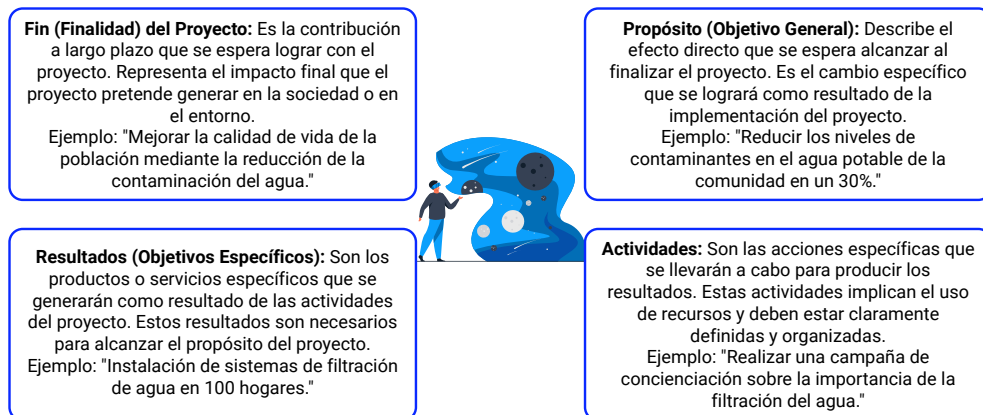 Fin (Finalidad) del Proyecto: Es la contribución
a largo plazo que se espera lograr con el
proyecto. Representa el impacto final que el
proyecto pretende generar en la sociedad o en
el entorno.
Ejemplo: "Mejorar la calidad de vida de la
población mediante la reducción de la
contaminación del agua."
Propósito (Objetivo General): Describe el
efecto directo que se espera alcanzar al
finalizar el proyecto. Es el cambio específico
que se logrará como resultado de la
implementación del proyecto.
Ejemplo: "Reducir los niveles de
contaminantes en el agua potable de la
comunidad en un 30%."
Resultados (Objetivos Específicos): Son los
productos o servicios específicos que se
generarán como resultado de las actividades
del proyecto. Estos resultados son necesarios
para alcanzar el propósito del proyecto.
Ejemplo: "Instalación de sistemas de filtración
de agua en 100 hogares."
Actividades: Son las acciones específicas que
se llevarán a cabo para producir los
resultados. Estas actividades implican el uso
de recursos y deben estar claramente
definidas y organizadas.
Ejemplo: "Realizar una campaña de
concienciación sobre la importancia de la
filtración del agua."